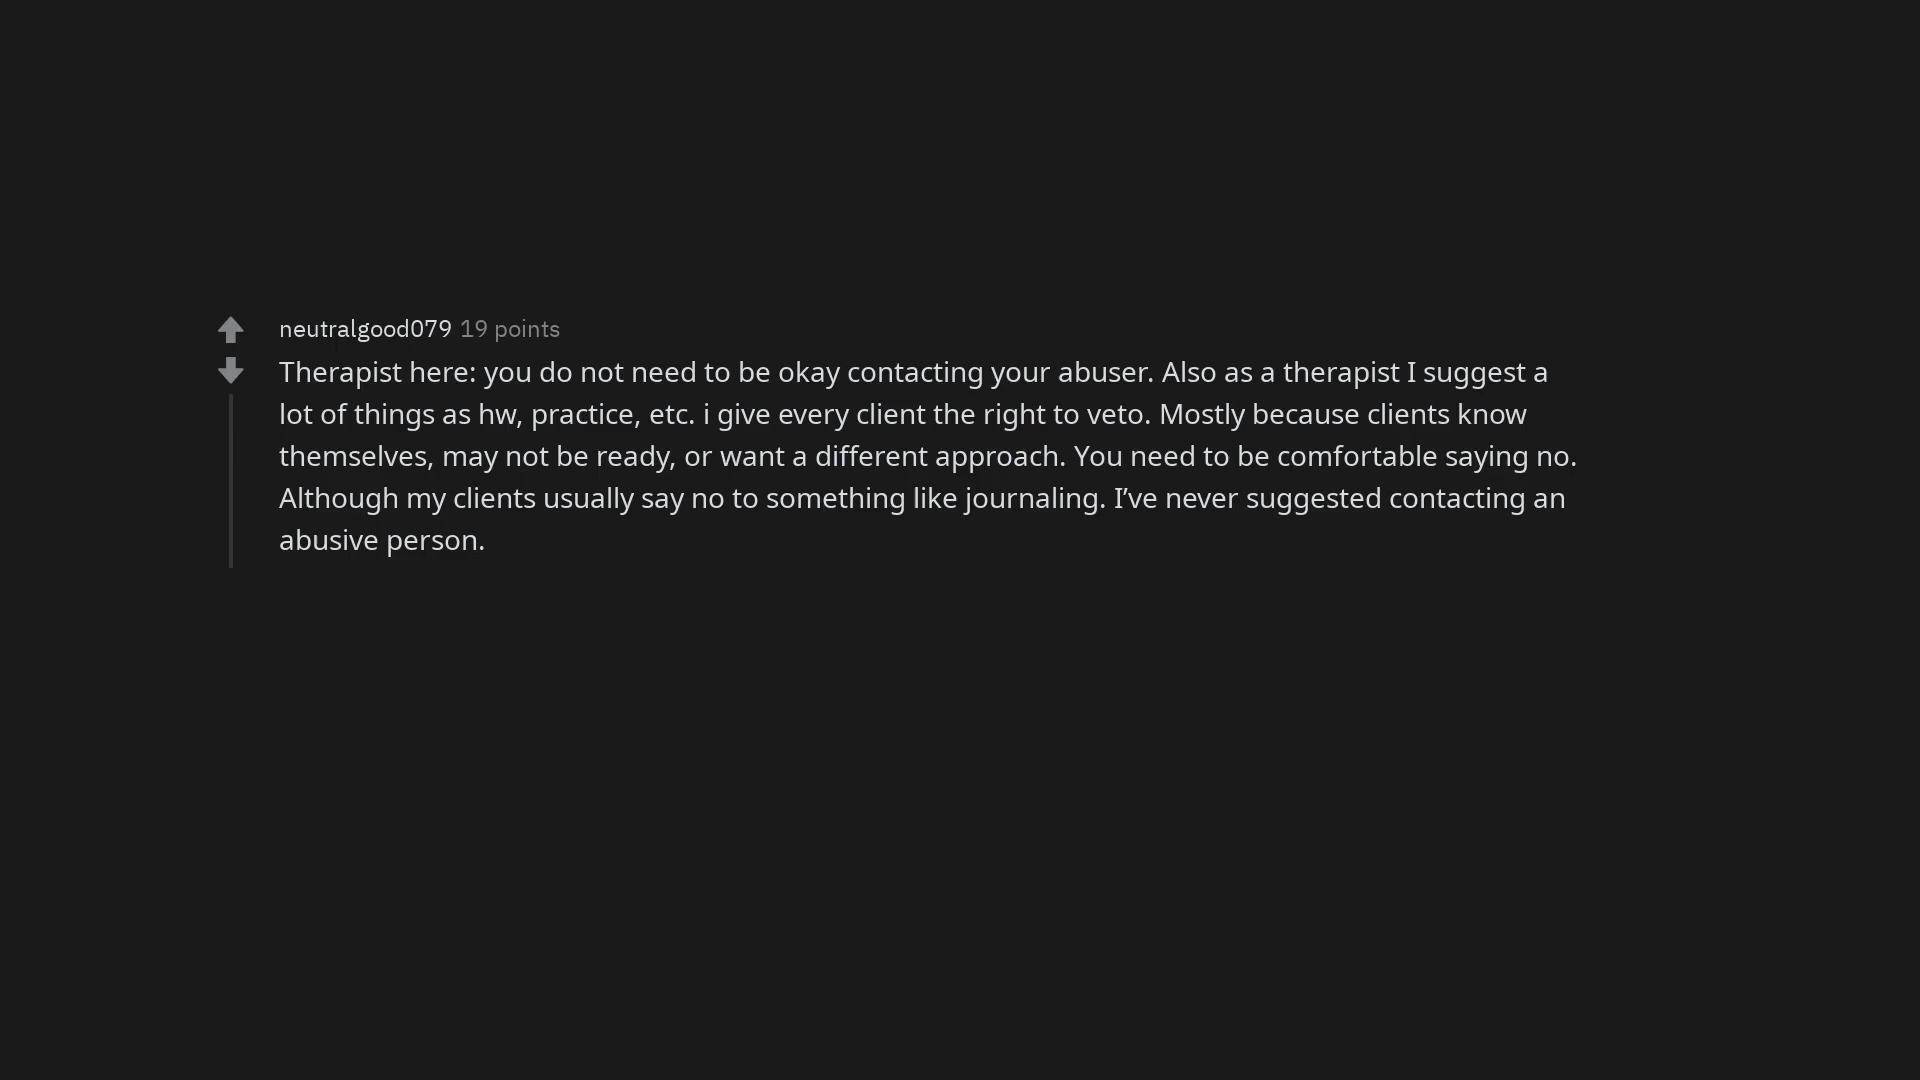 neutralgood079 19 points
Therapist here: you do not need to be okay contacting your abuser. Also as a therapist I suggest a
lot of things as hw, practice, etc. i give every client the right to veto. Mostly because clients know
themselves, may not be ready, or want a different approach. You need to be comfortable saying no.
Although my clients usually say no to something like journaling. I’ve never suggested contacting an
abusive person.